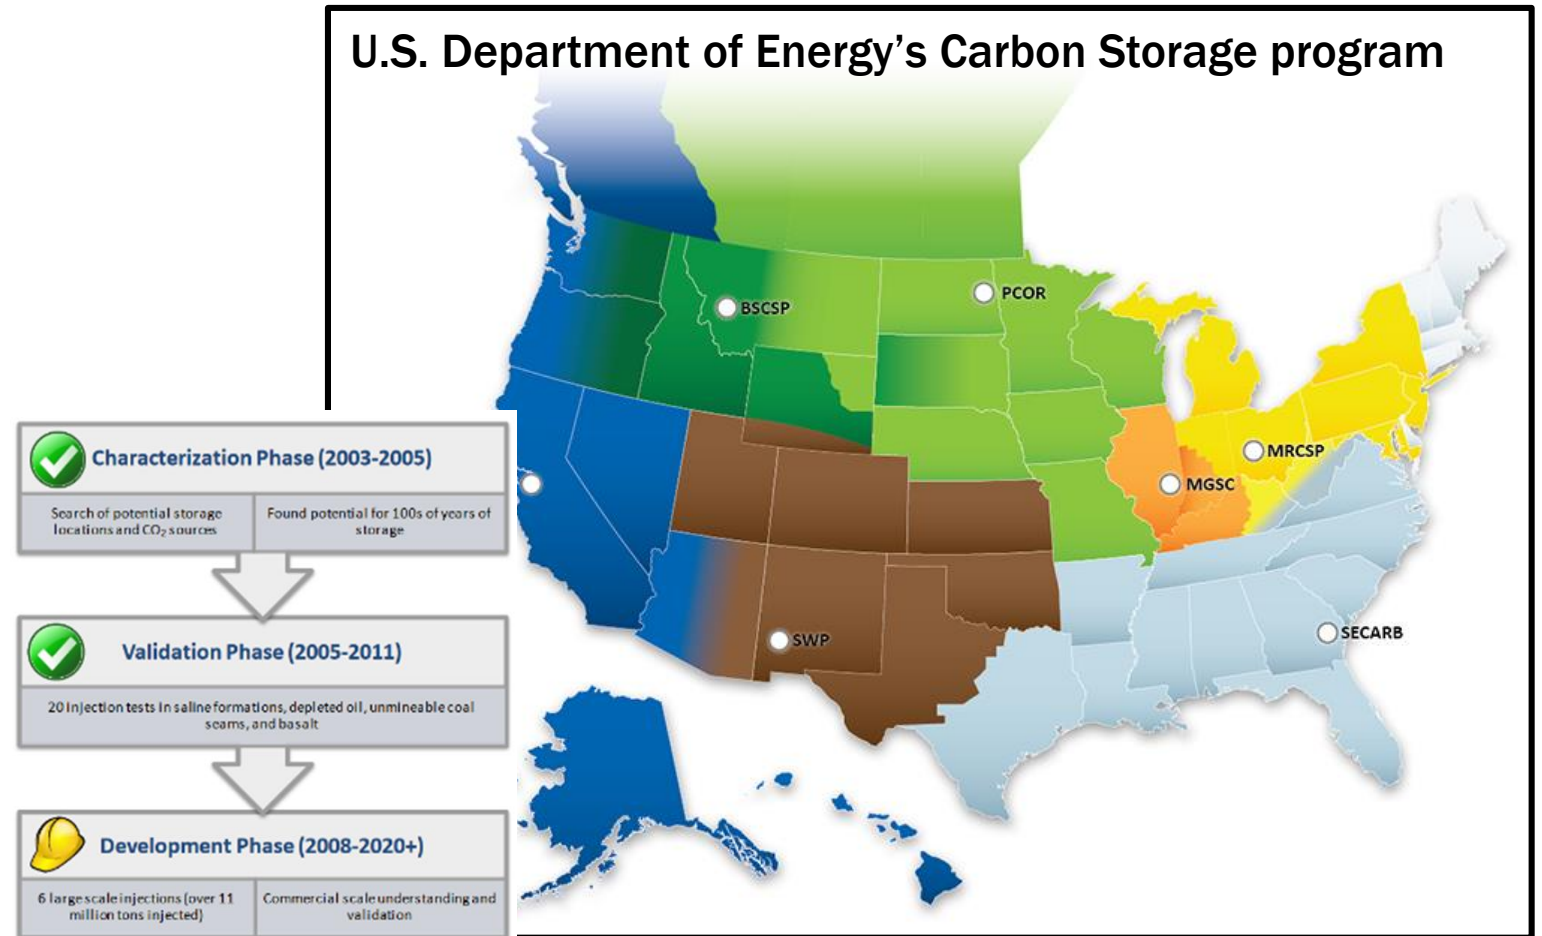 U.S. Department of Energy’s Carbon Storage program
BSCSP
PCOR
MRCSP
MGSC
SWP
SECARB
Characterization Phase (2003-2005)
Search of potential storage
locations and CO₂ sources
Found potential for 100s of years of
storage
Validation Phase (2005-2011)
20 injection tests in saline formations, depleted oil, unmineable coal
seams, and basalt
Development Phase (2008-2020+)
6 large scale injections (over 11
million tons injected)
Commercial scale understanding and
validation